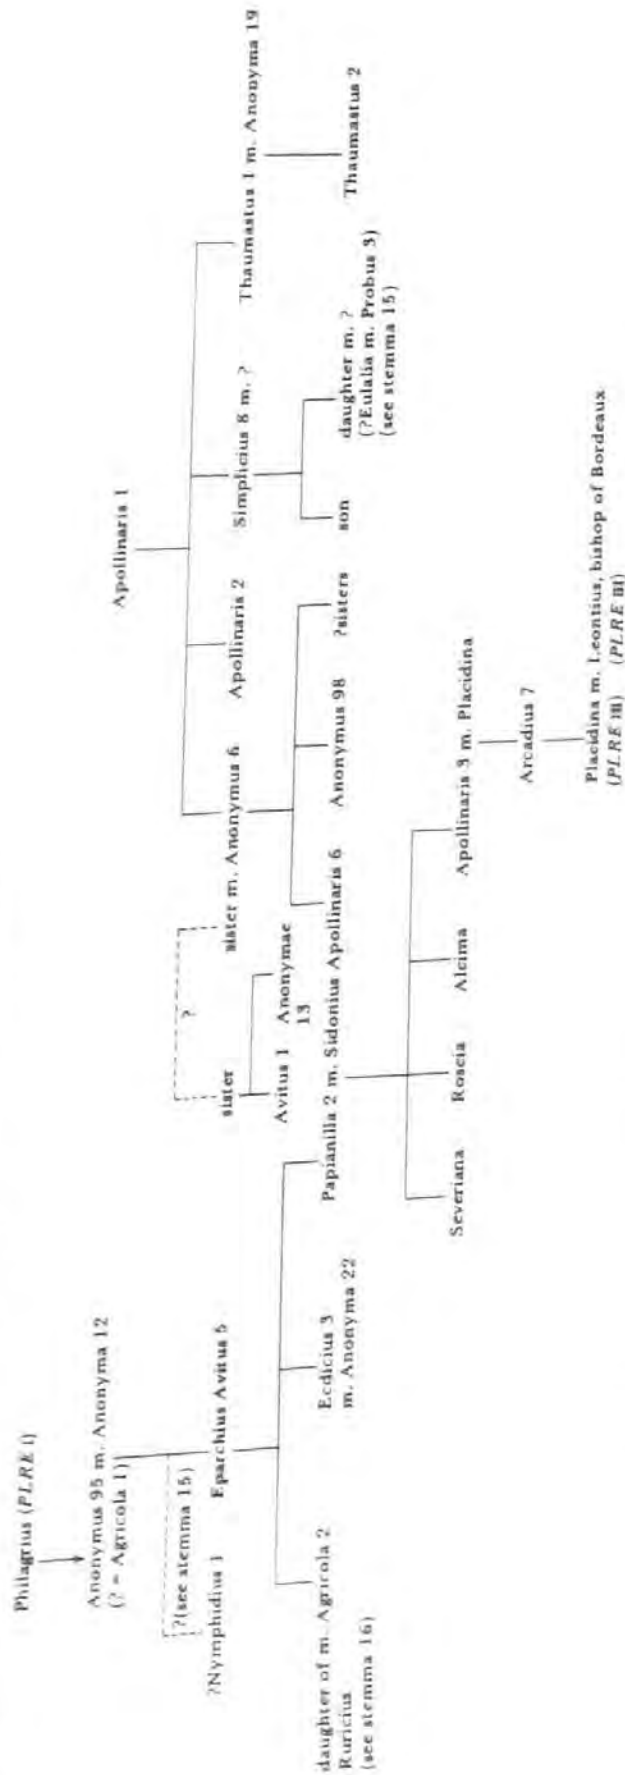 Philagrius (PLRE I)
Anonymus 95 m. Anonyma 12
(? = Agricola 1)
?(see stemma 15)
?Nymphidius 1
Eparchius Avitus 5
daughter of m. Agricola 2
Ruricius
(see stemma 16)
Ecdicius 3
m. Anonyma 22
Papianilla 2 m. Sidonius Apollinaris 6
?
sister
sister m. Anonymus 6
Avitus 1 Anonymae
13
Apollinaris 1
Apollinaris 2
Simplicius 8 m. ?
Thaumastus 1 m. Anonyma 19
Anonymus 98
?sisters
son
daughter m. ?
(?Eulalia m. Probus 3)
(see stemma 15)
Thaumastus 2
Severiana
Roscia
Alcima
Apollinaris 3 m. Placidina
Arcadius 7
Placidina m. Leontius, bishop of Bordeaux
(PLRE III) (PLRE III)